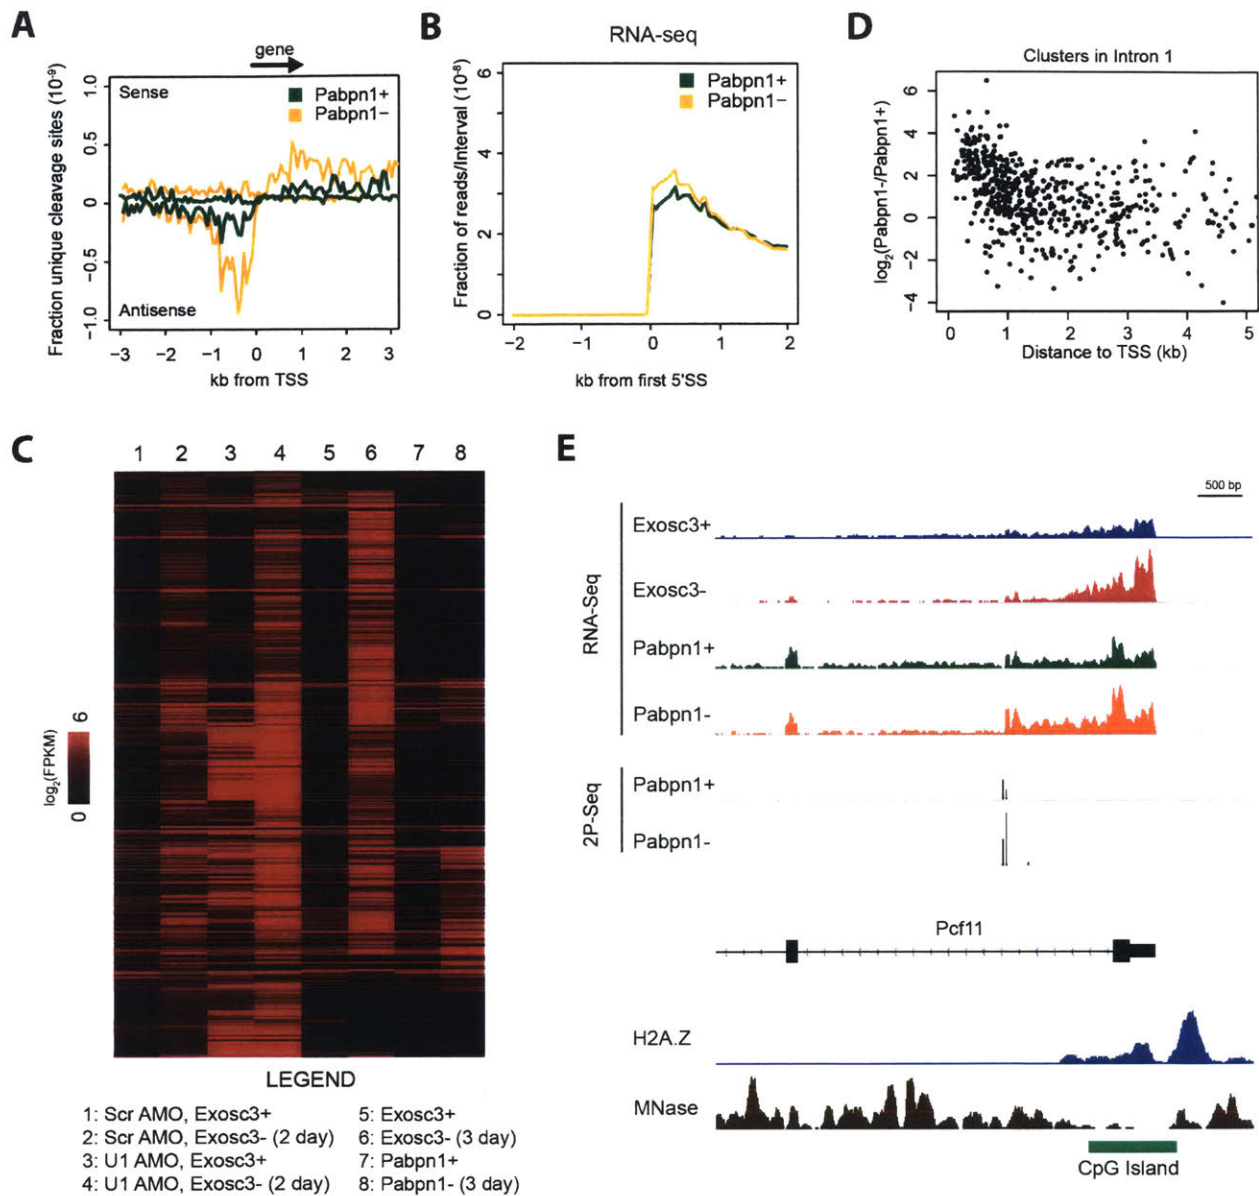 A
gene
Fraction unique cleavage sites (10⁻⁹)
1.0
0.5
0
−0.5
−1.0
Sense
Pabpn1+
Pabpn1−
Antisense
−3 −2 −1 0 1 2 3
kb from TSS
B
RNA-seq
Fraction of reads/Interval (10⁻⁸)
6
4
2
0
Pabpn1+
Pabpn1−
−2 −1 0 1 2
kb from first 5'SS
D
Clusters in Intron 1
log₂(Pabpn1-/Pabpn1+)
6
4
2
0
−2
−4
0 1 2 3 4 5
Distance to TSS (kb)
C
1 2 3 4 5 6 7 8
log₂(FPKM)
6
0
LEGEND
1: Scr AMO, Exosc3+
2: Scr AMO, Exosc3- (2 day)
3: U1 AMO, Exosc3+
4: U1 AMO, Exosc3- (2 day)
5: Exosc3+
6: Exosc3- (3 day)
7: Pabpn1+
8: Pabpn1- (3 day)
E
500 bp
RNA-Seq
Exosc3+
Exosc3-
Pabpn1+
Pabpn1-
2P-Seq
Pabpn1+
Pabpn1-
Pcf11
H2A.Z
MNase
CpG Island